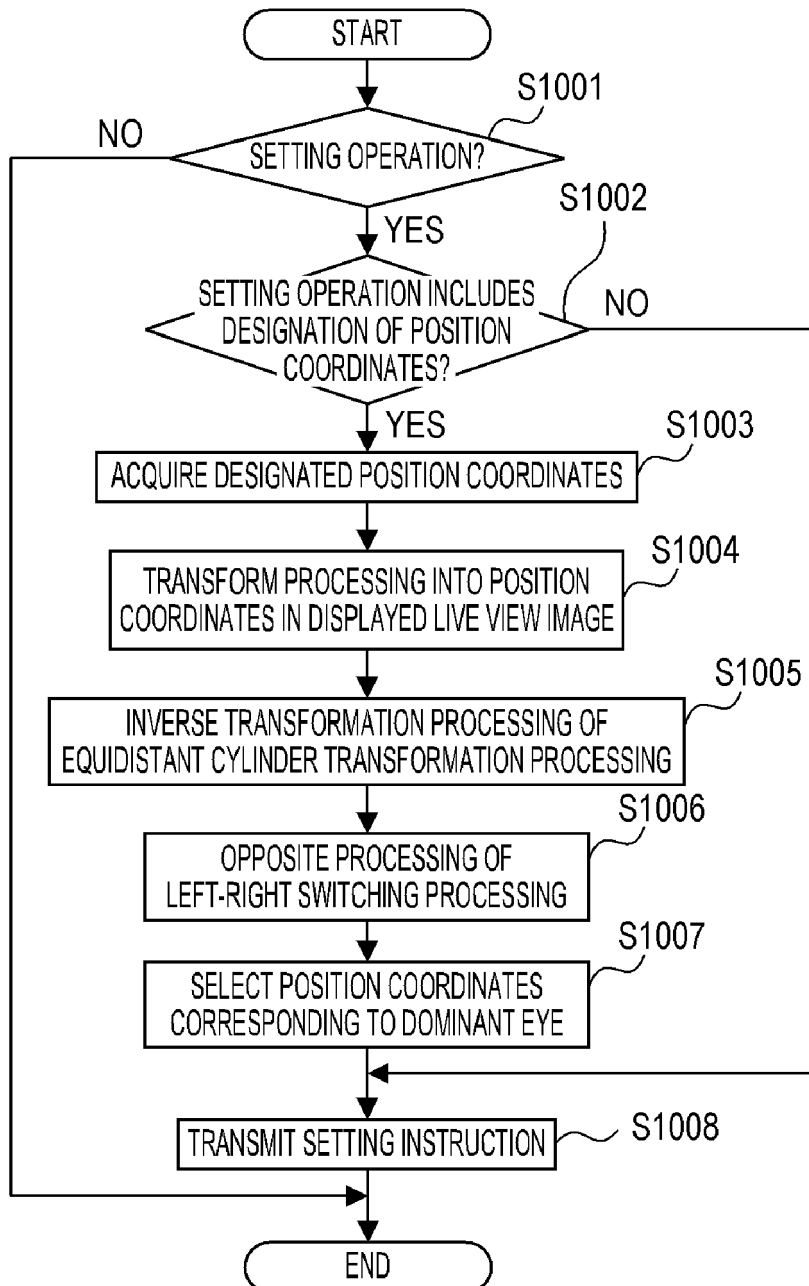 START
S1001
NO
SETTING OPERATION?
S1002
YES
SETTING OPERATION INCLUDES
DESIGNATION OF POSITION
COORDINATES?
NO
YES
S1003
ACQUIRE DESIGNATED POSITION COORDINATES
S1004
TRANSFORM PROCESSING INTO POSITION
COORDINATES IN DISPLAYED LIVE VIEW IMAGE
S1005
INVERSE TRANSFORMATION PROCESSING OF
EQUIDISTANT CYLINDER TRANSFORMATION PROCESSING
S1006
OPPOSITE PROCESSING OF
LEFT-RIGHT SWITCHING PROCESSING
S1007
SELECT POSITION COORDINATES
CORRESPONDING TO DOMINANT EYE
TRANSMIT SETTING INSTRUCTION
S1008
END